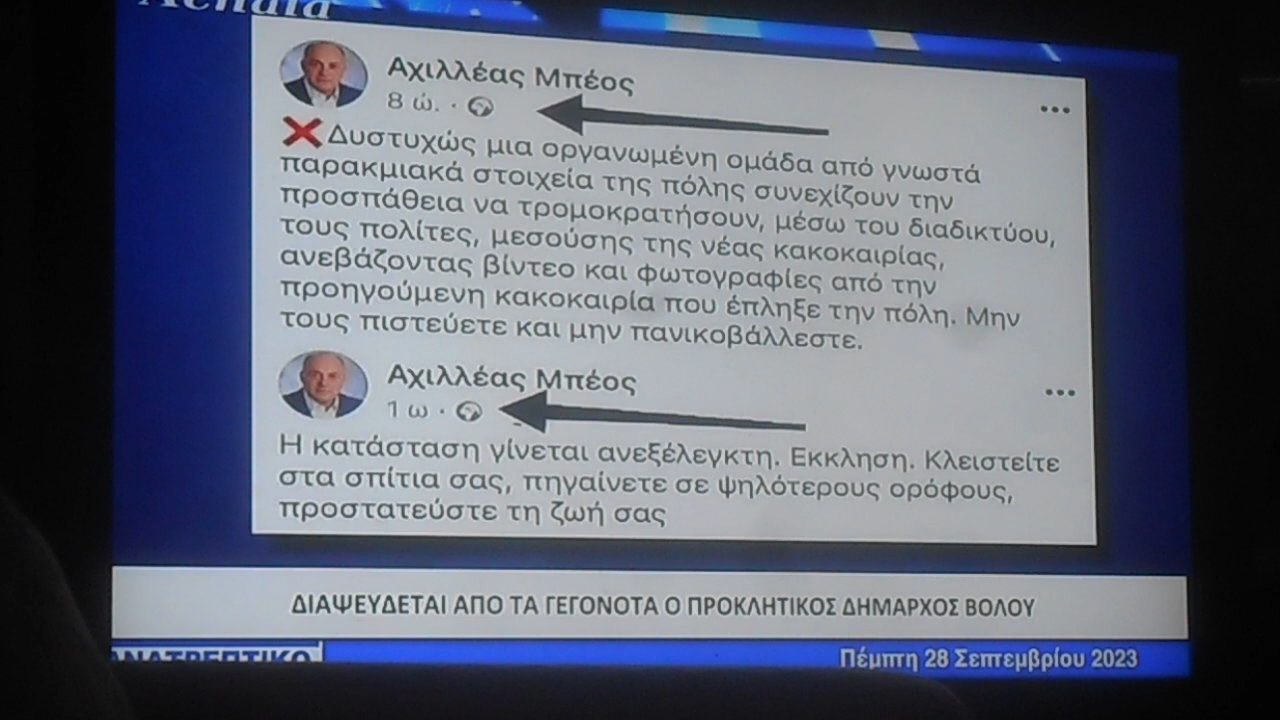 Αχιλλέας Μπέος
8 ώ. ·
Δυστυχώς μια οργανωμένη ομάδα από γνωστά
παρακμιακά στοιχεία της πόλης συνεχίζουν την
προσπάθεια να τρομοκρατήσουν, μέσω του διαδικτύου,
τους πολίτες, μεσούσης της νέας κακοκαιρίας,
ανεβάζοντας βίντεο και φωτογραφίες από την
προηγούμενη κακοκαιρία που έπληξε την πόλη. Μην
τους πιστεύετε και μην πανικοβάλλεστε.
Αχιλλέας Μπέος
1 ω ·
Η κατάσταση γίνεται ανεξέλεγκτη. Εκκληση. Κλειστείτε
στα σπίτια σας, πηγαίνετε σε ψηλότερους ορόφους,
προστατεύστε τη ζωή σας
ΔΙΑΨΕΥΔΕΤΑΙ ΑΠΟ ΤΑ ΓΕΓΟΝΟΤΑ Ο ΠΡΟΚΛΗΤΙΚΟΣ ΔΗΜΑΡΧΟΣ ΒΟΛΟΥ
ΑΝΑΤΡΕΠΤΙΚΟ
Πέμπτη 28 Σεπτεμβρίου 2023